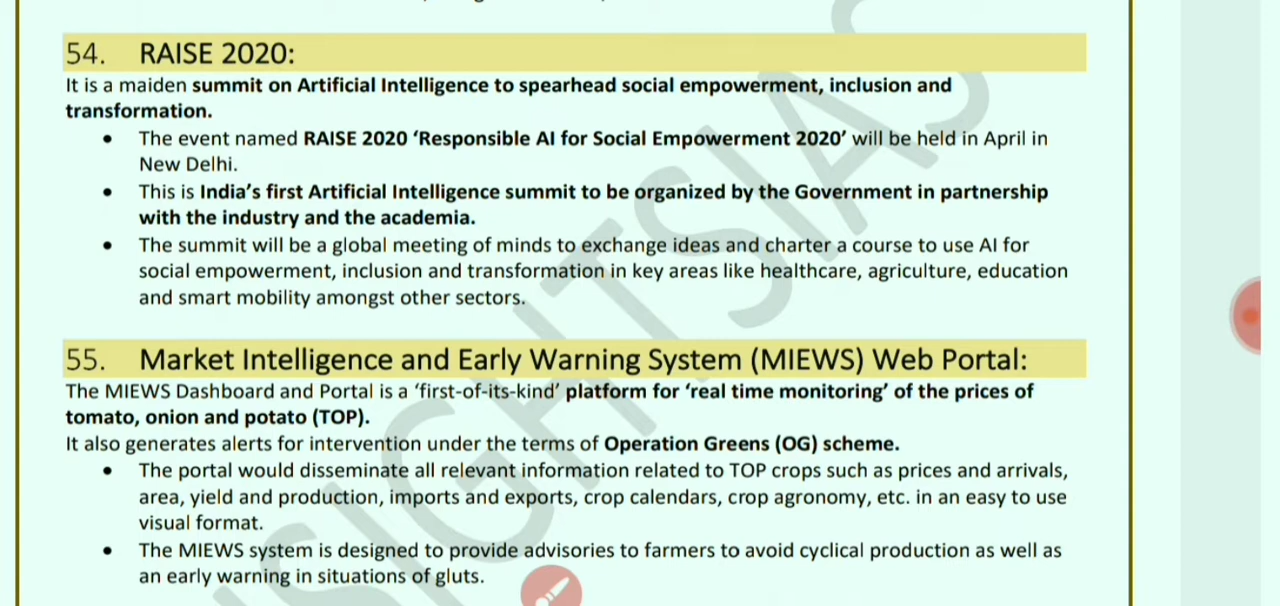 54. RAISE 2020:
It is a maiden summit on Artificial Intelligence to spearhead social empowerment, inclusion and
transformation.
• The event named RAISE 2020 ‘Responsible AI for Social Empowerment 2020’ will be held in April in
New Delhi.
• This is India’s first Artificial Intelligence summit to be organized by the Government in partnership
with the industry and the academia.
• The summit will be a global meeting of minds to exchange ideas and charter a course to use AI for
social empowerment, inclusion and transformation in key areas like healthcare, agriculture, education
and smart mobility amongst other sectors.
55. Market Intelligence and Early Warning System (MIEWS) Web Portal:
The MIEWS Dashboard and Portal is a ‘first-of-its-kind’ platform for ‘real time monitoring’ of the prices of
tomato, onion and potato (TOP).
It also generates alerts for intervention under the terms of Operation Greens (OG) scheme.
• The portal would disseminate all relevant information related to TOP crops such as prices and arrivals,
area, yield and production, imports and exports, crop calendars, crop agronomy, etc. in an easy to use
visual format.
• The MIEWS system is designed to provide advisories to farmers to avoid cyclical production as well as
an early warning in situations of gluts.